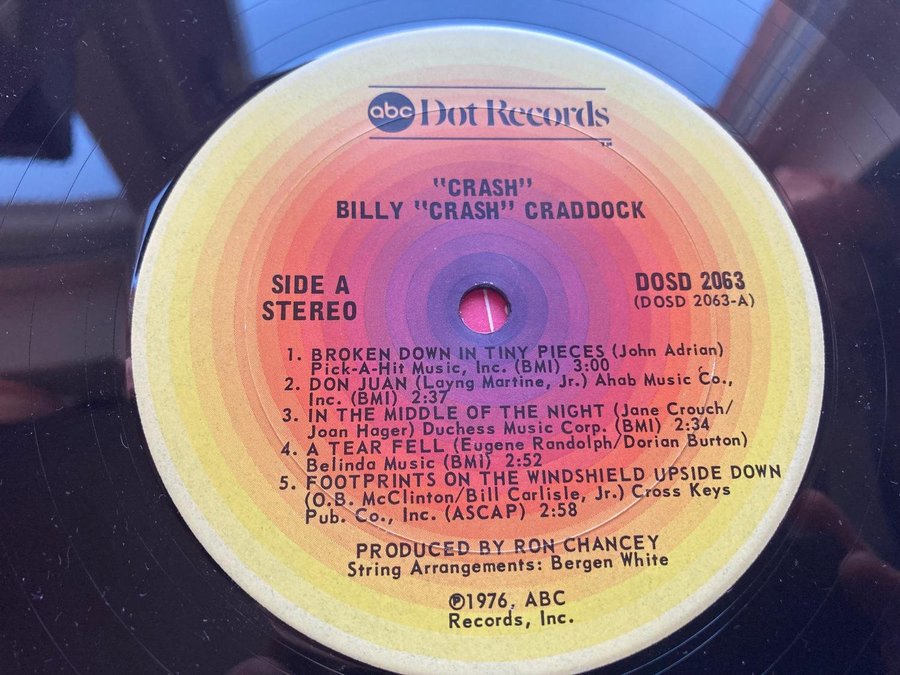 abc Dot Records
TM
"CRASH"
BILLY "CRASH" CRADDOCK
SIDE A
STEREO
DOSD 2063
(DOSD 2063-A)
1. BROKEN DOWN IN TINY PIECES (John Adrian)
Pick-A-Hit Music, Inc. (BMI) 3:00
2. DON JUAN (Layng Martine, Jr.) Ahab Music Co.,
Inc. (BMI) 2:37
3. IN THE MIDDLE OF THE NIGHT (Jane Crouch/
Joan Hager) Duchess Music Corp. (BMI) 2:34
4. A TEAR FELL (Eugene Randolph/Dorian Burton)
Belinda Music (BMI) 2:52
5. FOOTPRINTS ON THE WINDSHIELD UPSIDE DOWN
(O.B. McClinton/Bill Carlisle, Jr.) Cross Keys
Pub. Co., Inc. (ASCAP) 2:58
PRODUCED BY RON CHANCEY
String Arrangements: Bergen White
℗1976, ABC
Records, Inc.